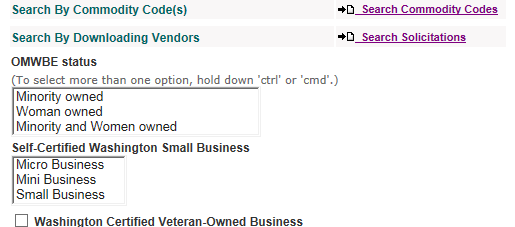 Search By Commodity Code(s) Search Commodity Codes
Search By Downloading Vendors Search Solicitations
OMWBE status
(To select more than one option, hold down 'ctrl' or 'cmd'.)
Minority owned
Woman owned
Minority and Women owned
Self-Certified Washington Small Business
Micro Business
Mini Business
Small Business
Washington Certified Veteran-Owned Business